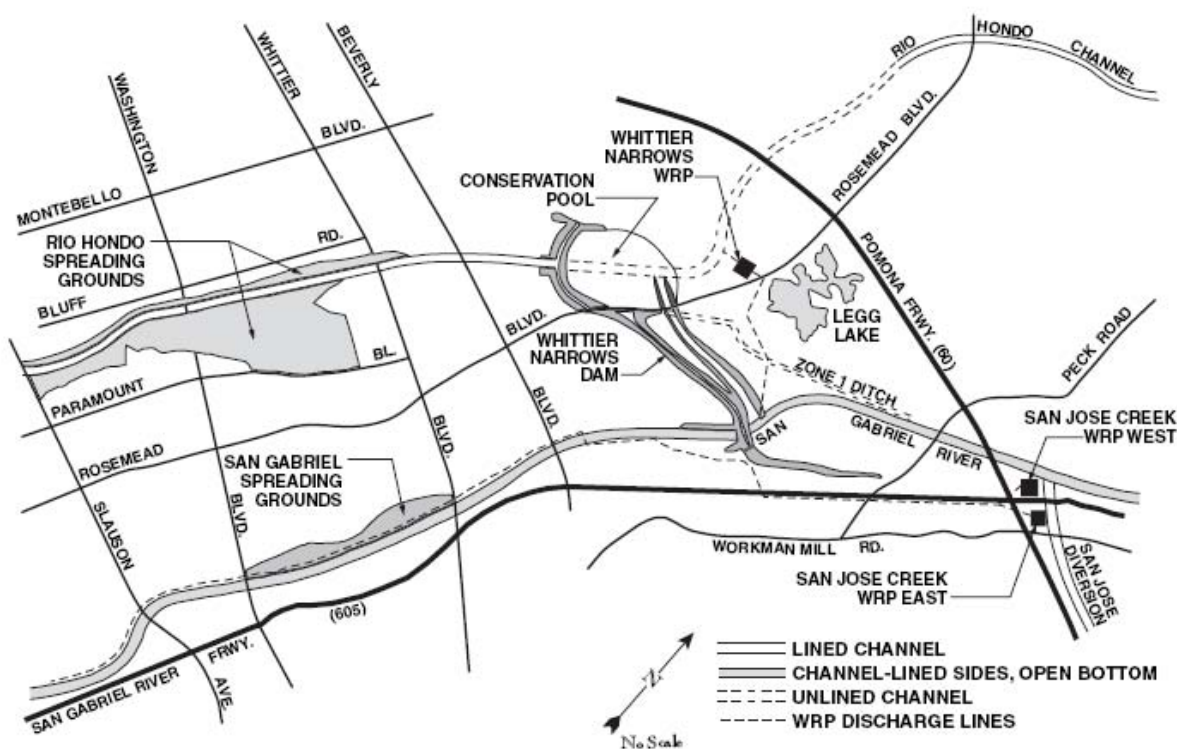 RIO
HONDO
CHANNEL
WASHINGTON
WHITTIER
BEVERLY
BLVD.
MONTEBELLO
WHITTIER
NARROWS
WRP
ROSEMEAD BLVD.
CONSERVATION
POOL
RIO HONDO
SPREADING
GROUNDS
RD.
BLUFF
POMONA FRWY. (60)
LEGG
LAKE
PECK ROAD
BLVD.
WHITTIER
NARROWS
DAM
BL.
PARAMOUNT
ZONE 1 DITCH
ROSEMEAD
BLVD.
BLVD.
SAN
GABRIEL
RIVER
SAN JOSE CREEK
WRP WEST
SAN GABRIEL
SPREADING
GROUNDS
SLAUSON
BLVD.
WORKMAN MILL
RD.
SAN JOSE
DIVERSION
SAN JOSE CREEK
WRP EAST
(605)
FRWY.
SAN GABRIEL RIVER
AVE.
N
No Scale
LINED CHANNEL
CHANNEL-LINED SIDES, OPEN BOTTOM
UNLINED CHANNEL
WRP DISCHARGE LINES